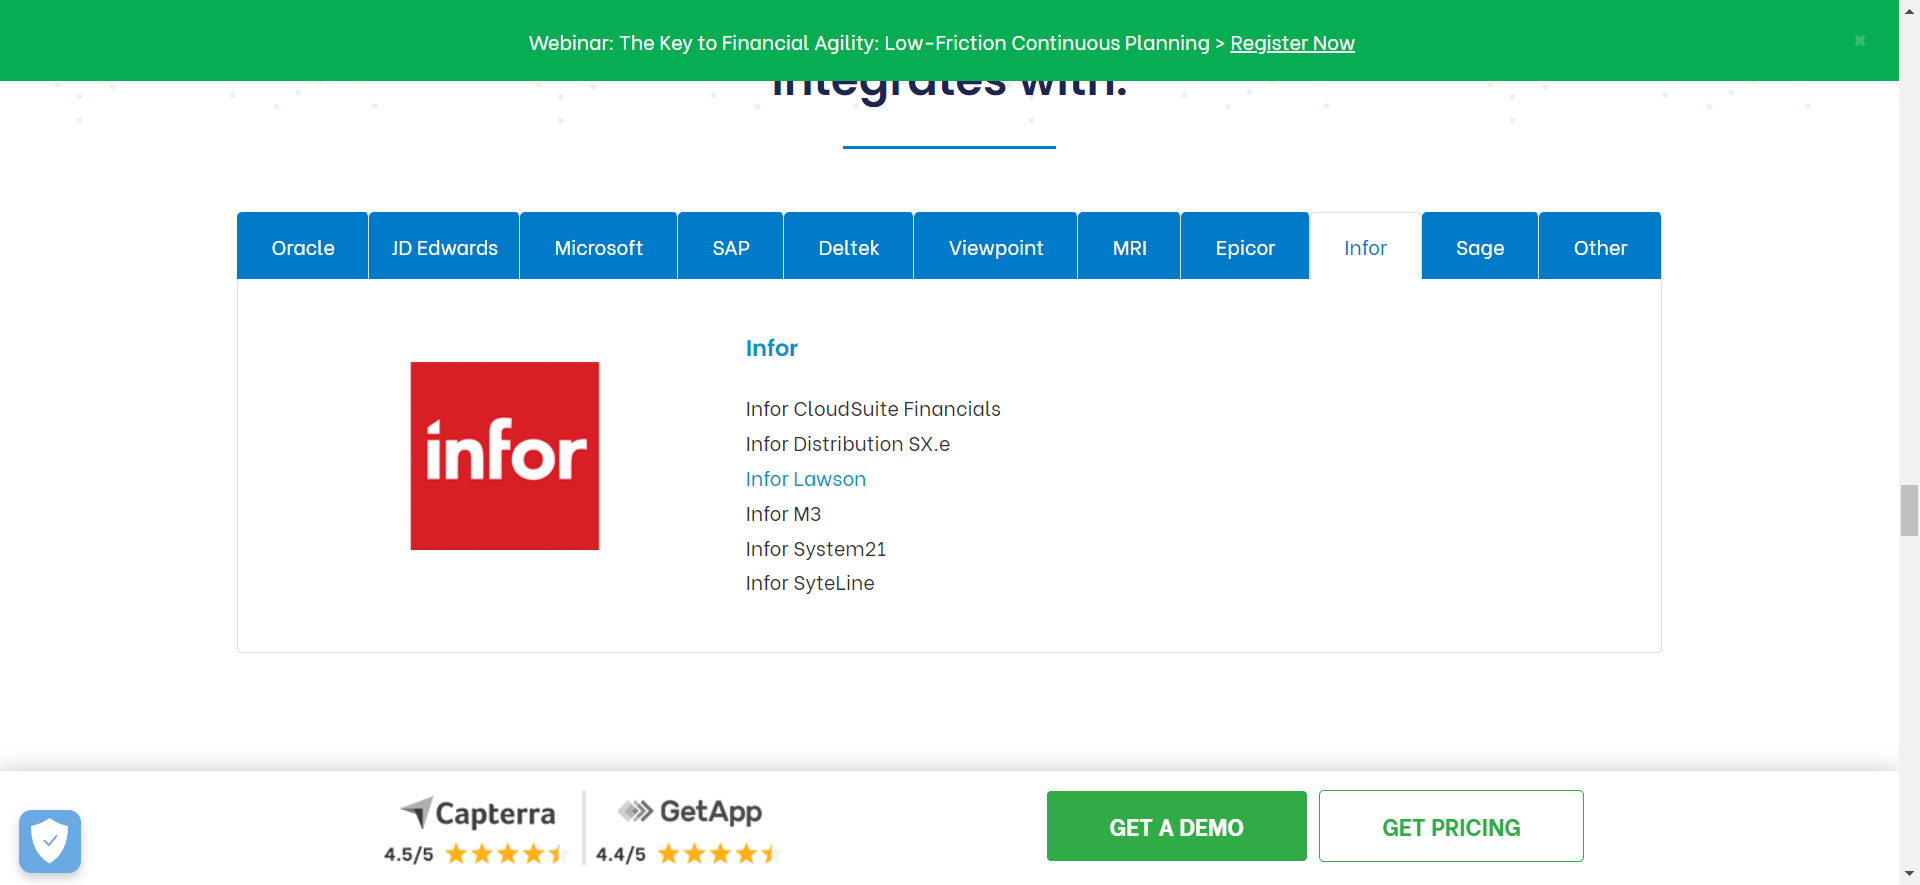 Webinar: The Key to Financial Agility: Low-Friction Continuous Planning > Register Now
integrates with:
Oracle
JD Edwards
Microsoft
SAP
Deltek
Viewpoint
MRI
Epicor
Infor
Sage
Other
infor
Infor
Infor CloudSuite Financials
Infor Distribution SX.e
Infor Lawson
Infor M3
Infor System21
Infor SyteLine
Capterra
4.5/5
GetApp
4.4/5
GET A DEMO
GET PRICING